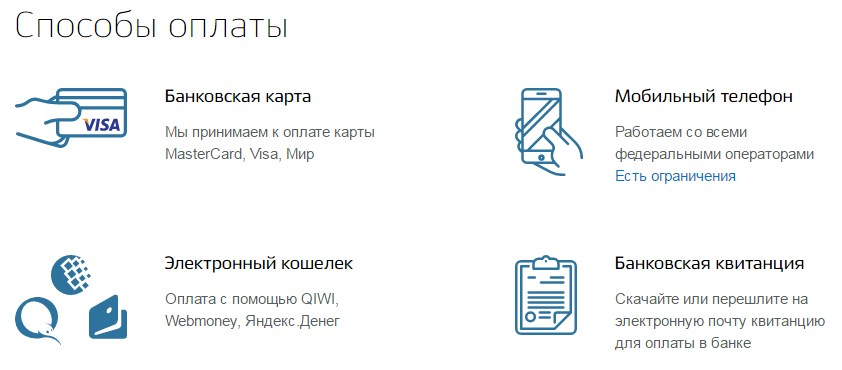 Способы оплаты
Банковская карта
Мы принимаем к оплате карты
MasterCard, Visa, Мир
VISA
Мобильный телефон
Работаем со всеми
федеральными операторами
Есть ограничения
Электронный кошелек
Оплата с помощью QIWI,
Webmoney, Яндекс.Денег
Банковская квитанция
Скачайте или перешлите на
электронную почту квитанцию
для оплаты в банке